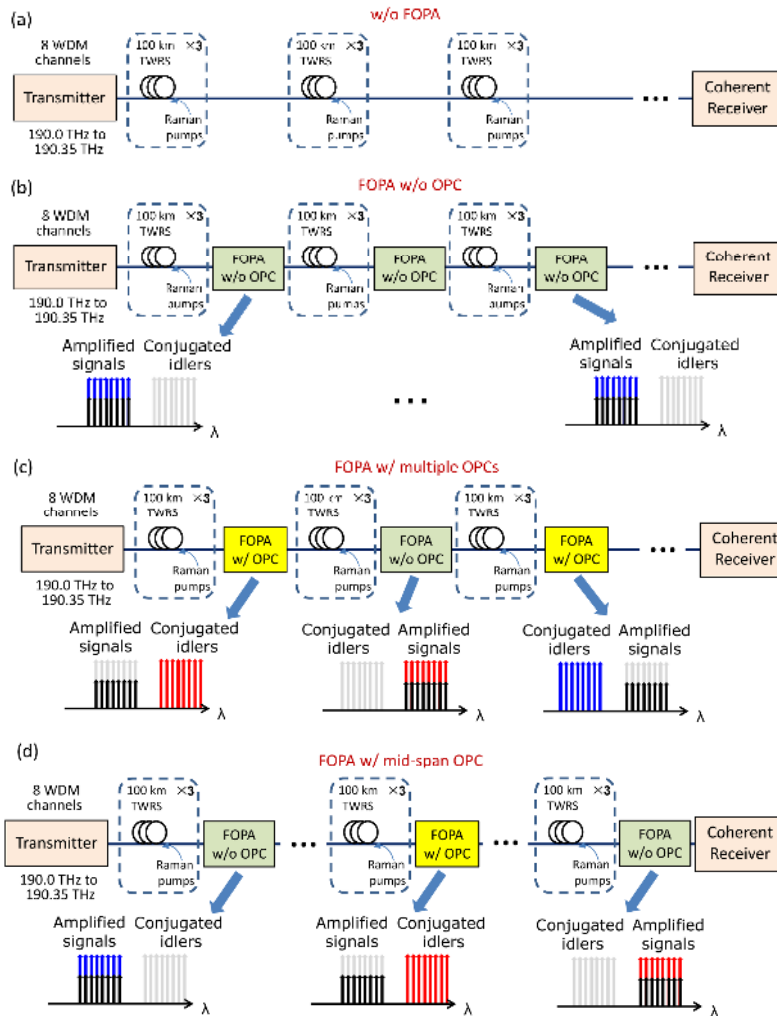 (a)
w/o FOPA
8 WDM channels
100 km ×3
TWRS
100 km ×3
TWRS
100 km ×3
TWRS
Transmitter
Raman pumps
Raman pumps
Raman pumps
...
Coherent Receiver
190.0 THz to 190.35 THz
(b)
FOPA w/o OPC
8 WDM channels
100 km ×3
TWRS
100 km ×3
TWRS
100 km ×3
TWRS
Transmitter
FOPA w/o OPC
FOPA w/o OPC
FOPA w/o OPC
...
Coherent Receiver
Raman
Raman
Raman
190.0 THz to 190.35 THz
Amplified signals
Conjugated idlers
λ
...
Amplified signals
Conjugated idlers
λ
(c)
FOPA w/ multiple OPCs
8 WDM channels
100 km ×3
TWRS
100 km ×3
TWRS
100 km ×3
TWRS
Transmitter
FOPA w/ OPC
FOPA w/o OPC
FOPA w/ OPC
...
Coherent Receiver
Raman pumps
Raman pumps
Raman pumps
190.0 THz to 190.35 THz
Amplified signals
Conjugated idlers
λ
Conjugated idlers
Amplified signals
λ
Conjugated idlers
Amplified signals
λ
(d)
FOPA w/ mid-span OPC
8 WDM channels
100 km ×3
TWRS
100 km ×3
TWRS
100 km ×3
TWRS
Transmitter
FOPA w/o OPC
...
FOPA w/ OPC
...
FOPA w/o OPC
Coherent Receiver
Raman pumps
Raman pumps
Raman pumps
190.0 THz to 190.35 THz
Amplified signals
Conjugated idlers
λ
Amplified signals
Conjugated idlers
λ
Conjugated idlers
Amplified signals
λ